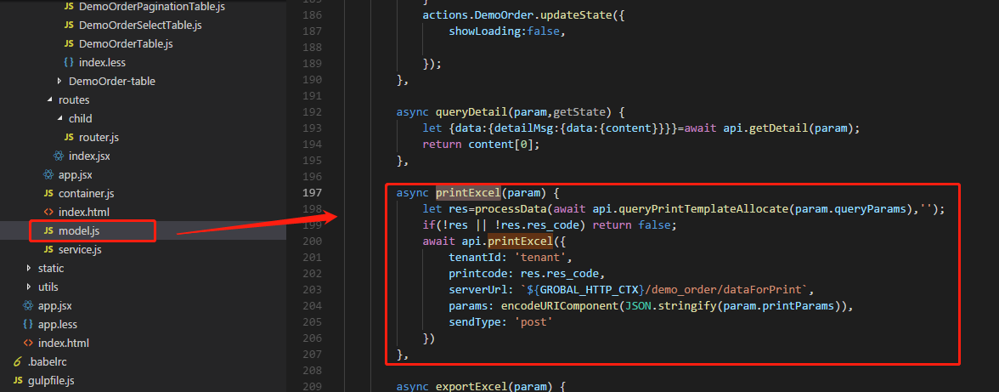 DemoOrderPaginationTable.js
JS DemoOrderSelectTable.js
JS DemoOrderTable.js
{} index.less
DemoOrder-table
routes
child
JS router.js
index.jsx
app.jsx
JS container.js
<> index.html
JS model.js
JS service.js
static
utils
app.jsx
{} app.less
<> index.html
.babelrc
JS gulpfile.js
185 }
186 actions.DemoOrder.updateState({
187 showLoading:false,
188
189 });
190 },
191
192 async queryDetail(param,getState) {
193 let {data:{detailMsg:{data:{content}}}}=await api.getDetail(param);
194 return content[0];
195 },
196
197 async printExcel(param) {
198 let res=processData(await api.queryPrintTemplateAllocate(param.queryParams),'');
199 if(!res || !res.res_code) return false;
200 await api.printExcel({
201 tenantId: 'tenant',
202 printcode: res.res_code,
203 serverUrl: `${GROBAL_HTTP_CTX}/demo_order/dataForPrint`,
204 params: encodeURIComponent(JSON.stringify(param.printParams)),
205 sendType: 'post'
206 })
207 },
208
209 async exportExcel(param) {